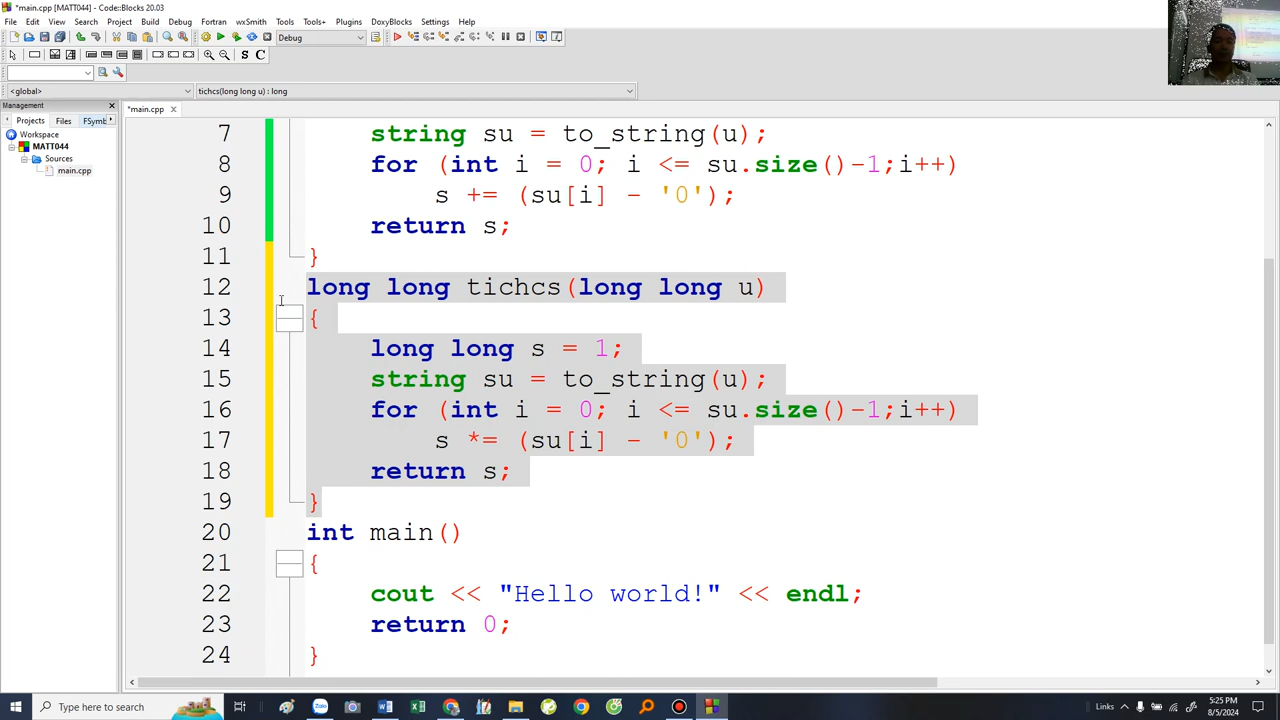 *main.cpp (MATT044) - Code::Blocks 20.03
File Edit View Search Project Build Debug Fortran wxSmith Tools Tools+ Plugins DoxyBlocks Settings Help
Debug
S C
<global> tichcs(long long u) : long
Management
Projects Files FSymb
Workspace
MATT044
Sources
main.cpp
*main.cpp
7 string su = to_string(u);
8 for (int i = 0; i <= su.size()-1;i++)
9 s += (su[i] - '0');
10 return s;
11 }
12 long long tichcs(long long u)
13 {
14 long long s = 1;
15 string su = to_string(u);
16 for (int i = 0; i <= su.size()-1;i++)
17 s *= (su[i] - '0');
18 return s;
19 }
20 int main()
21 {
22 cout << "Hello world!" << endl;
23 return 0;
24 }
Type here to search
Zalo
Links
5:25 PM
8/5/2024